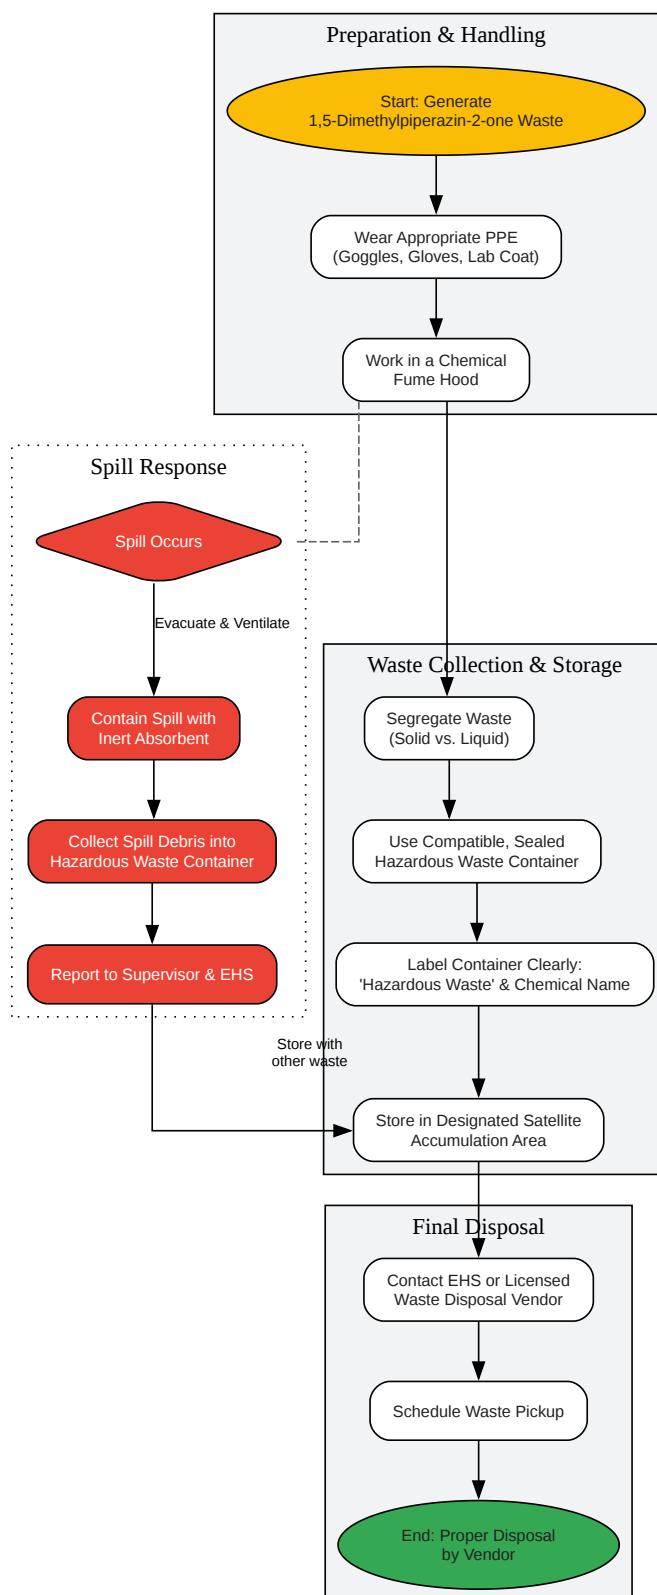 Preparation & Handling
Start: Generate
1,5-Dimethylpiperazin-2-one Waste
Wear Appropriate PPE
(Goggles, Gloves, Lab Coat)
Work in a Chemical
Fume Hood
Spill Response
Spill Occurs
Evacuate & Ventilate
Contain Spill with
Inert Absorbent
Collect Spill Debris into
Hazardous Waste Container
Report to Supervisor & EHS
Store with
other waste
Waste Collection & Storage
Segregate Waste
(Solid vs. Liquid)
Use Compatible, Sealed
Hazardous Waste Container
Label Container Clearly:
'Hazardous Waste' & Chemical Name
Store in Designated Satellite
Accumulation Area
Final Disposal
Contact EHS or Licensed
Waste Disposal Vendor
Schedule Waste Pickup
End: Proper Disposal
by Vendor